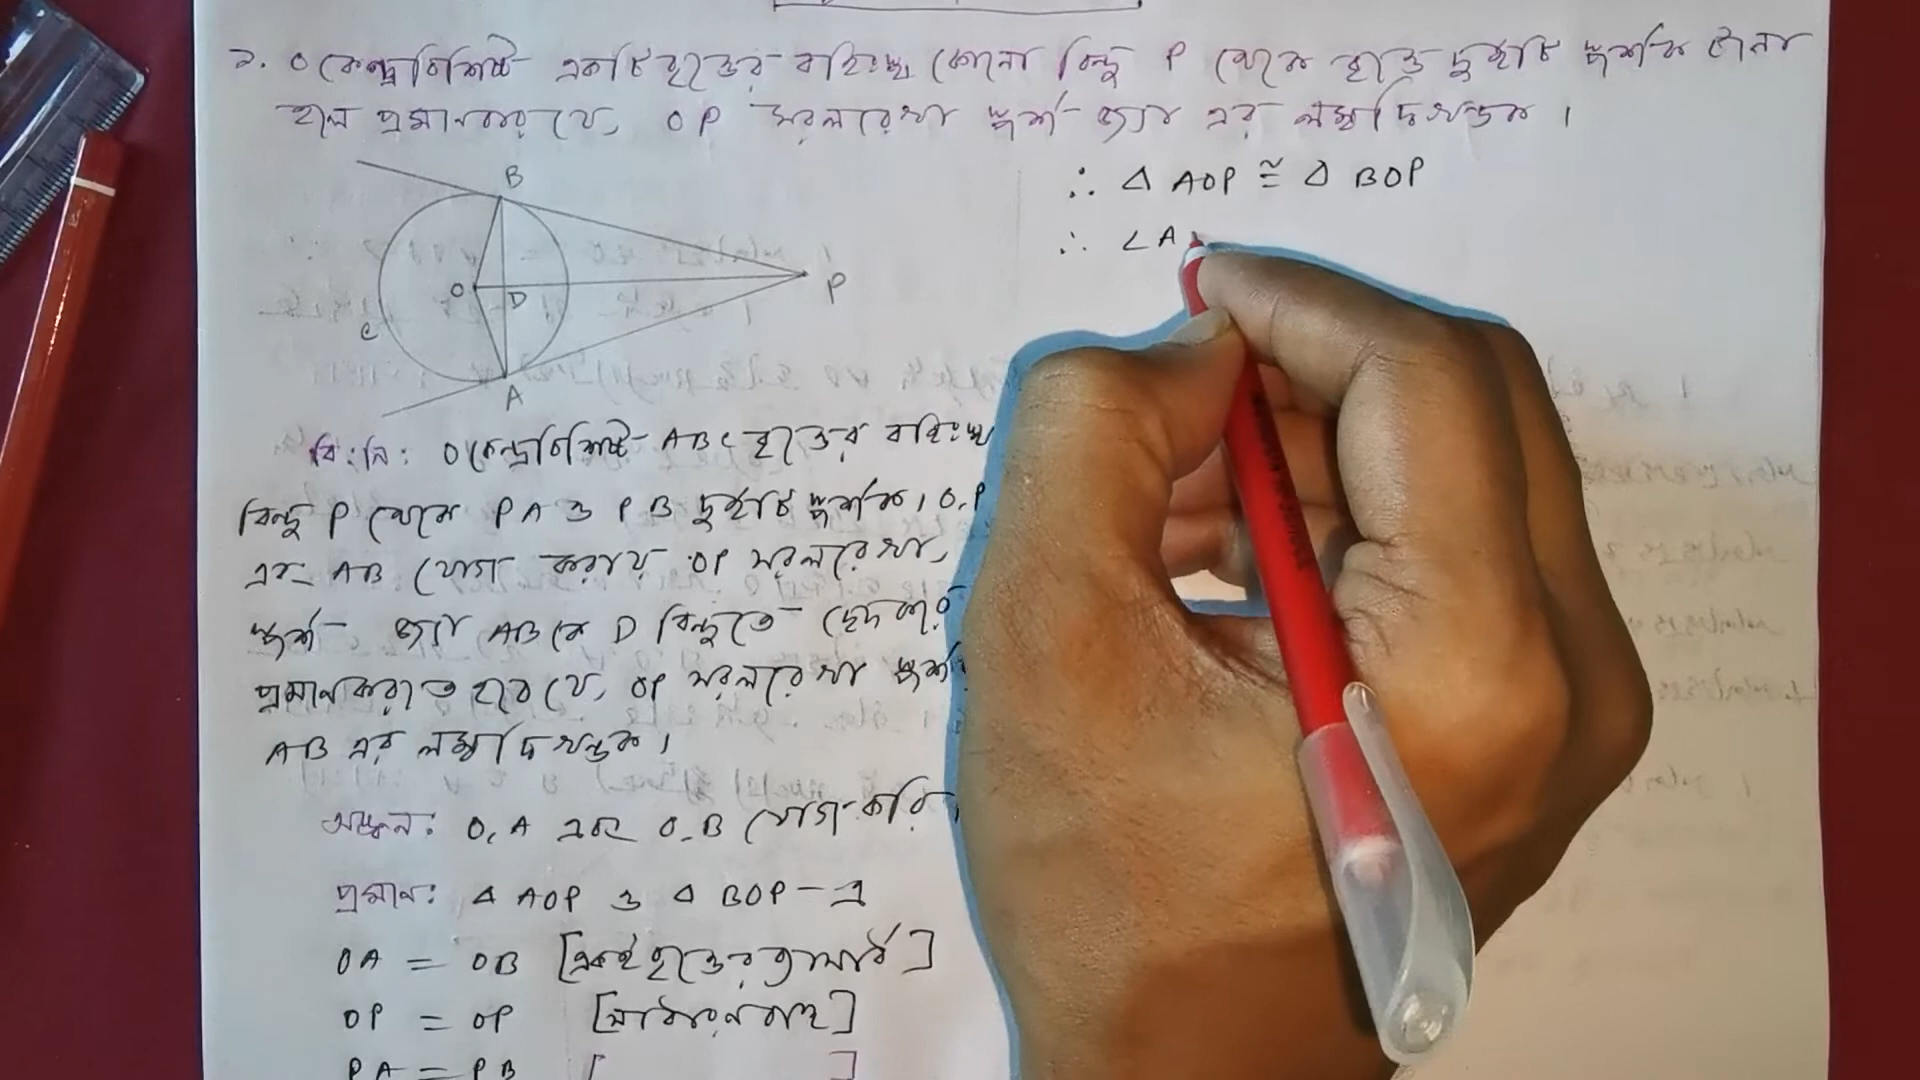 ১. O কেন্দ্রবিশিষ্ট একটি বৃত্তের বহিঃস্থ কোনো বিন্দু P থেকে বৃত্তে দুইটি স্পর্শক টানা
হলে প্রমাণ কর যে, OP সরলরেখা স্পর্শ জ্যা এর লম্বদ্বিখন্ডক ।
∴ Δ AOP ≅ Δ BOP
∴ ∠A
B
O
D
P
C
A
বি:নি: O কেন্দ্রবিশিষ্ট ABC বৃত্তের বহিঃস্থ
বিন্দু P থেকে PA ও PB দুইটি স্পর্শক । O, P
এবং AB যোগ করায় OP সরলরেখা,
স্পর্শ জ্যা AB কে D বিন্দুতে ছেদ করে
প্রমাণ করতে হবে যে, OP সরলরেখা স্পর্শ
AB এর লম্বদ্বিখন্ডক ।
অঙ্কন: O, A এবং O, B যোগ করি ।
প্রমাণ: Δ AOP ও Δ BOP - এ
OA = OB [একই বৃত্তের ব্যাসার্ধ]
OP = OP [সাধারণ বাহু]
PA = PB [ ]